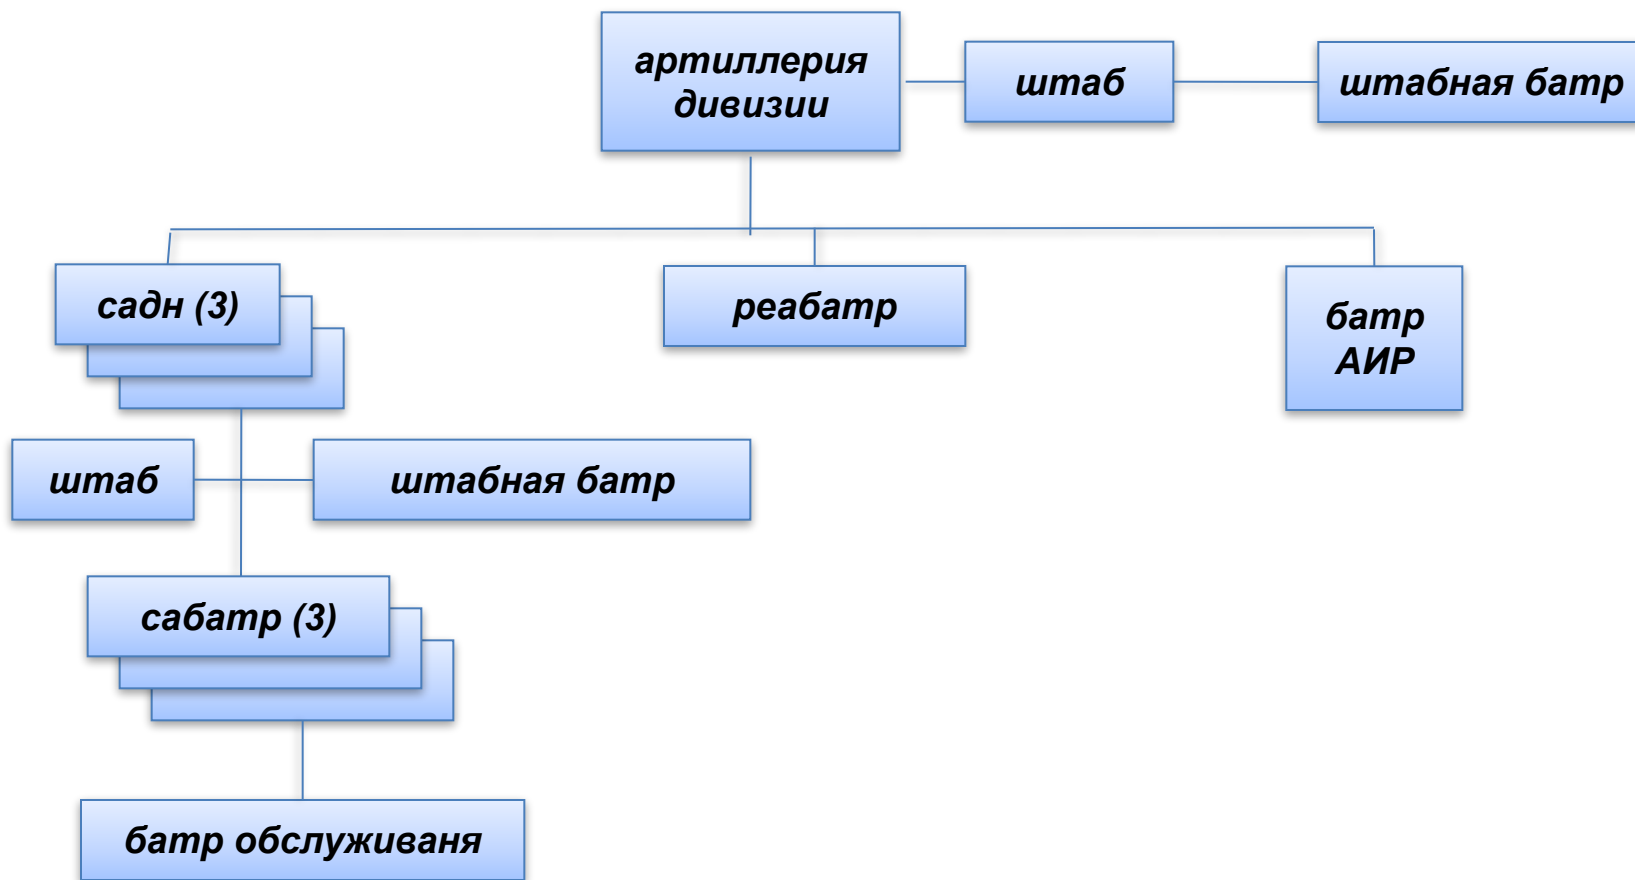 артиллерия
дивизии
штаб
штабная батр
садн (3)
реабатр
батр
АИР
штаб
штабная батр
сабатр (3)
батр обслуживаня